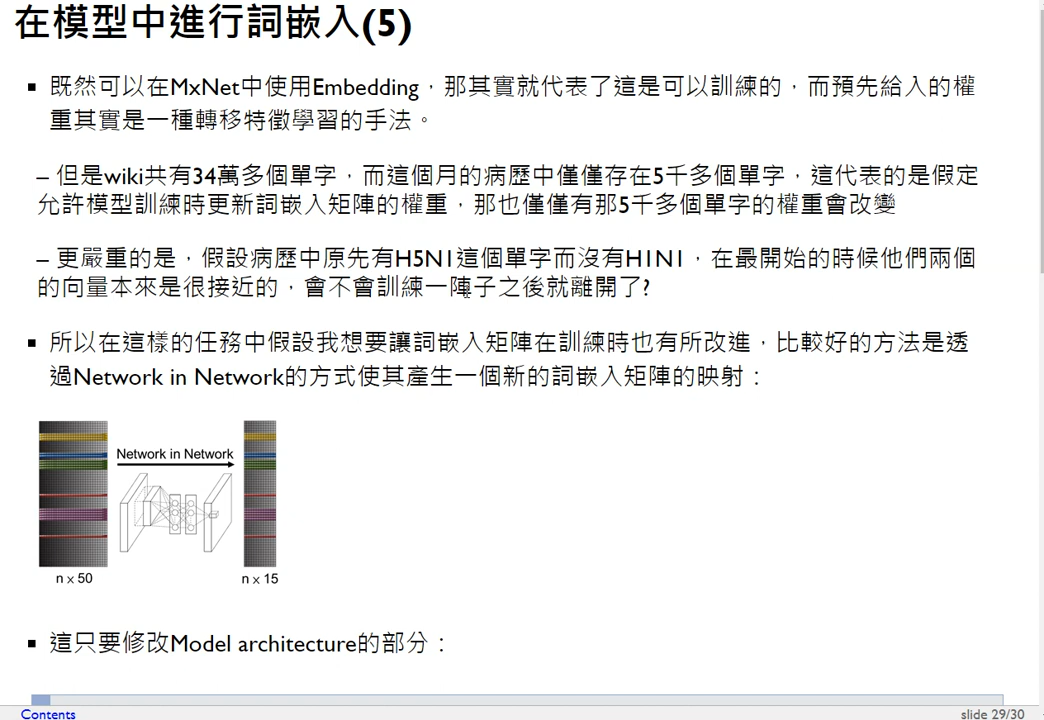 在模型中進行詞嵌入(5)
既然可以在MxNet中使用Embedding，那其實就代表了這是可以訓練的，而預先給入的權
重其實是一種轉移特徵學習的手法。
– 但是wiki共有34萬多個單字，而這個月的病歷中僅僅存在5千多個單字，這代表的是假定
允許模型訓練時更新詞嵌入矩陣的權重，那也僅僅有那5千多個單字的權重會改變
– 更嚴重的是，假設病歷中原先有H5N1這個單字而沒有H1N1，在最開始的時候他們兩個
的向量本來是很接近的，會不會訓練一陣子之後就離開了?
所以在這樣的任務中假設我想要讓詞嵌入矩陣在訓練時也有所改進，比較好的方法是透
過Network in Network的方式使其產生一個新的詞嵌入矩陣的映射：
Network in Network
n x 50
n x 15
這只要修改Model architecture的部分：
Contents
slide 29/30